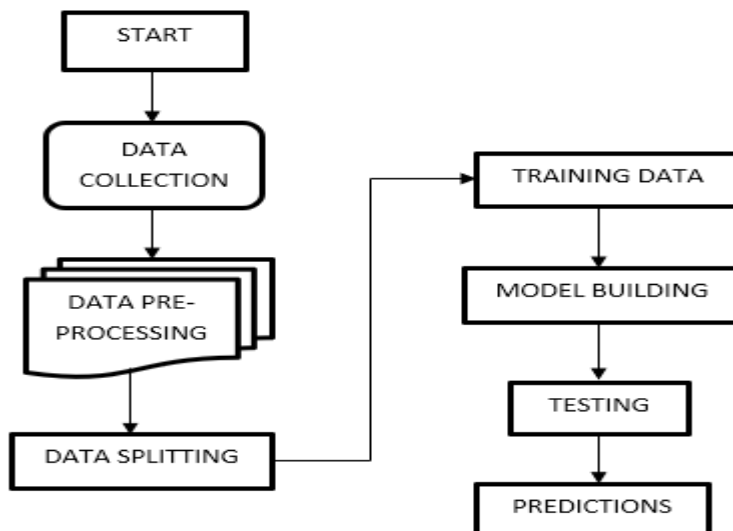 START
DATA
COLLECTION
DATA PRE-
PROCESSING
DATA SPLITTING
TRAINING DATA
MODEL BUILDING
TESTING
PREDICTIONS